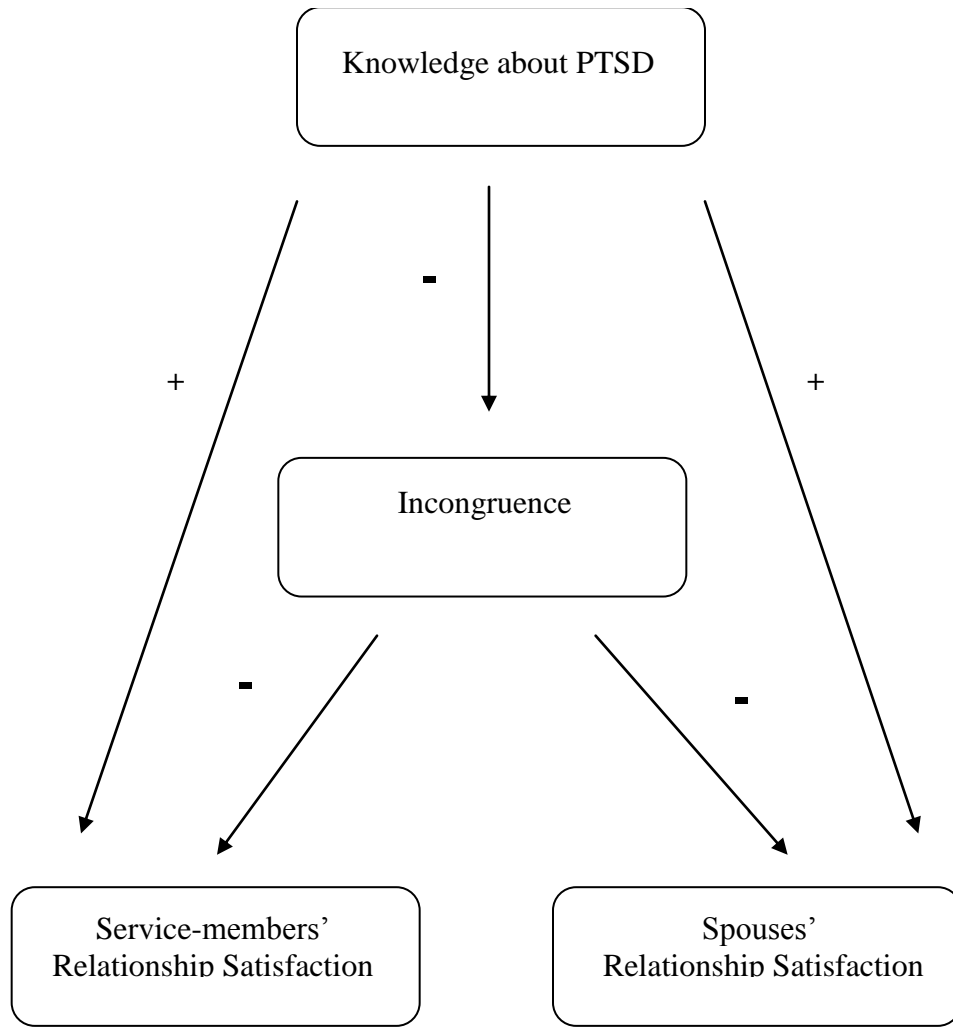 Knowledge about PTSD
-
+
+
Incongruence
-
-
Service-members’
Relationship Satisfaction
Spouses’
Relationship Satisfaction